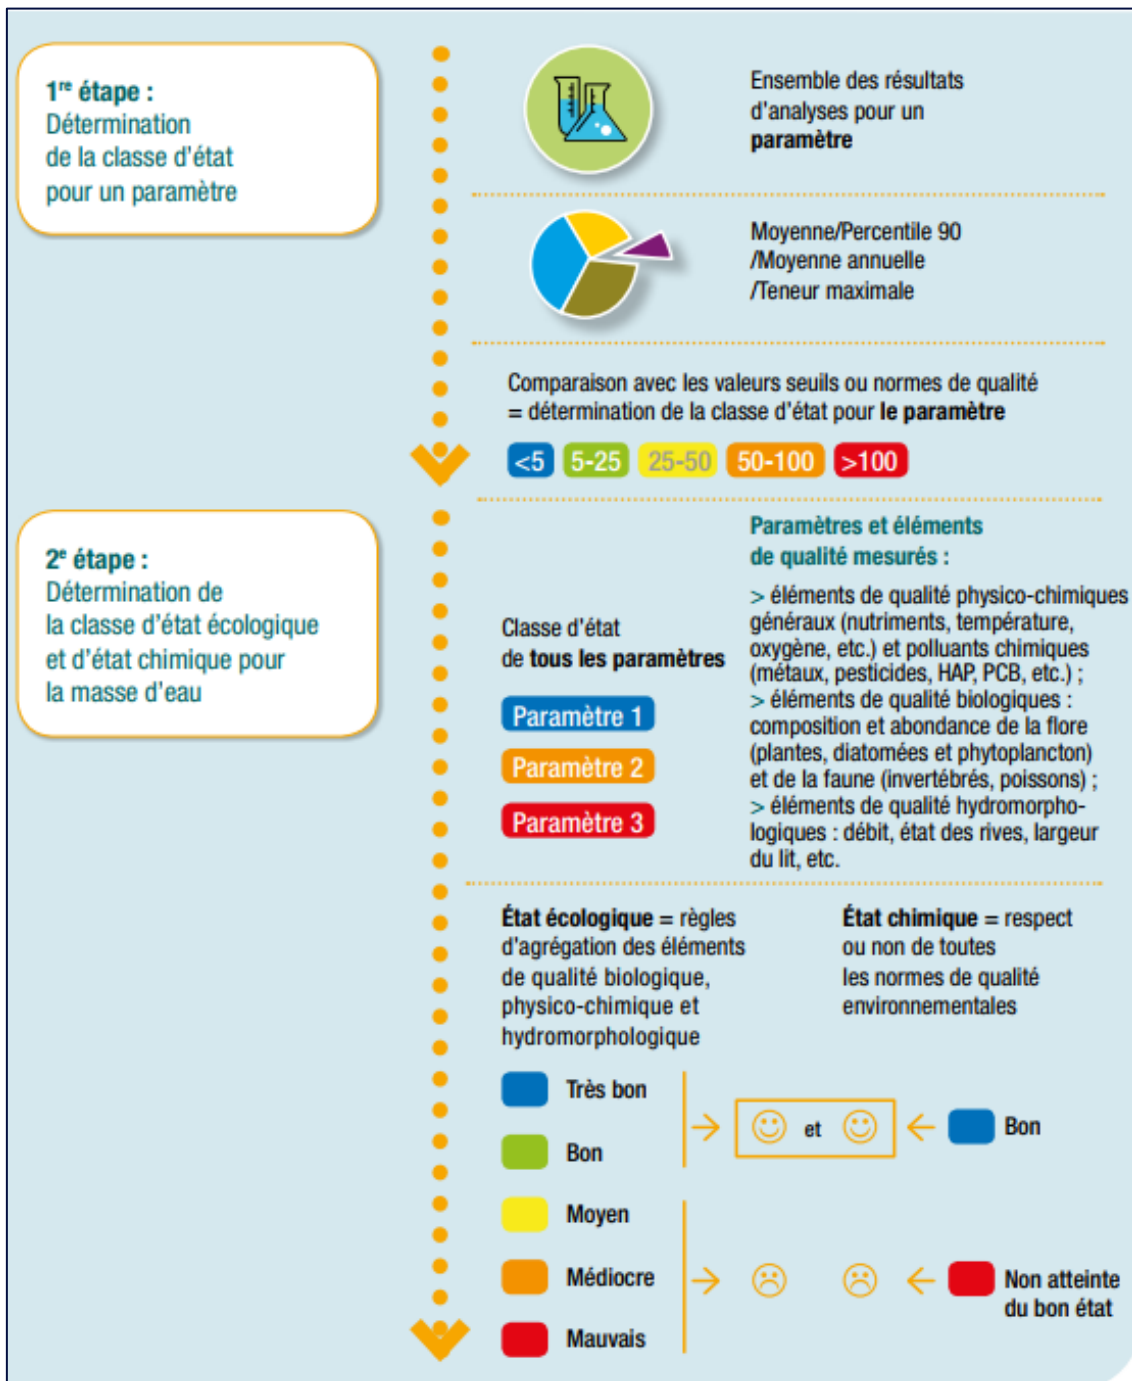 1re étape :
Détermination
de la classe d'état
pour un paramètre
Ensemble des résultats
d'analyses pour un
paramètre
Moyenne/Percentile 90
/Moyenne annuelle
/Teneur maximale
Comparaison avec les valeurs seuils ou normes de qualité
= détermination de la classe d'état pour le paramètre
<5 5-25 25-50 50-100 >100
2e étape :
Détermination de
la classe d'état écologique
et d'état chimique pour
la masse d'eau
Classe d'état
de tous les paramètres
Paramètre 1
Paramètre 2
Paramètre 3
Paramètres et éléments
de qualité mesurés :
> éléments de qualité physico-chimiques
généraux (nutriments, température,
oxygène, etc.) et polluants chimiques
(métaux, pesticides, HAP, PCB, etc.) ;
> éléments de qualité biologiques :
composition et abondance de la flore
(plantes, diatomées et phytoplancton)
et de la faune (invertébrés, poissons) ;
> éléments de qualité hydromorpho-
logiques : débit, état des rives, largeur
du lit, etc.
État écologique = règles
d'agrégation des éléments
de qualité biologique,
physico-chimique et
hydromorphologique
État chimique = respect
ou non de toutes
les normes de qualité
environnementales
Très bon
Bon
et
Bon
Moyen
Médiocre
Mauvais
Non atteinte
du bon état